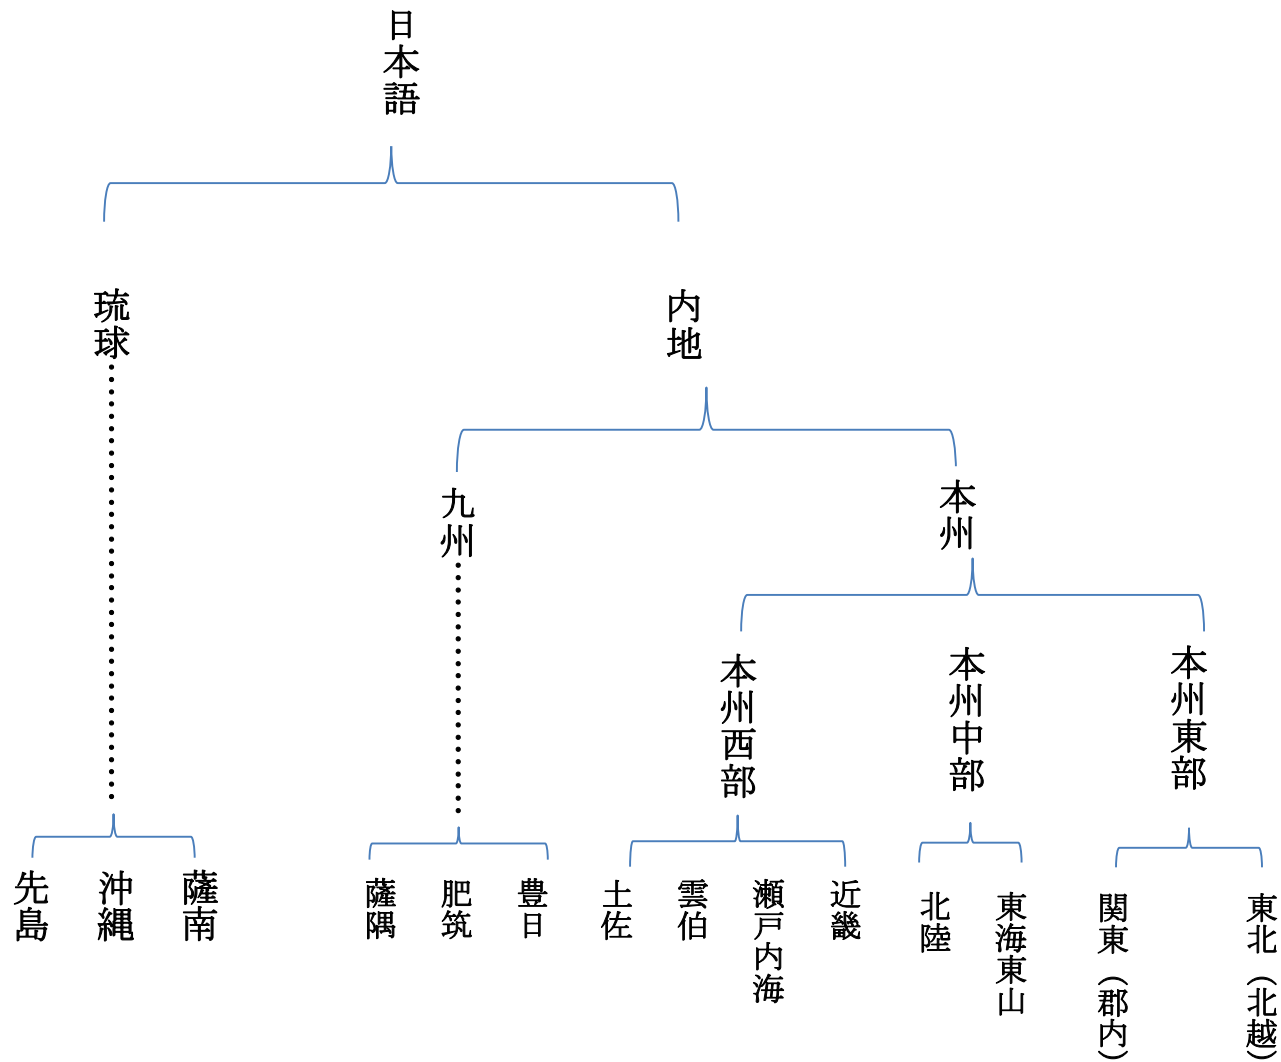 日本語
琉球
内地
九州
本州
本州西部
本州中部
本州東部
先島
沖縄
薩南
薩隅
肥筑
豊日
土佐
雲伯
瀬戸内海
近畿
北陸
東海東山
関東（郡内）
東北（北越）